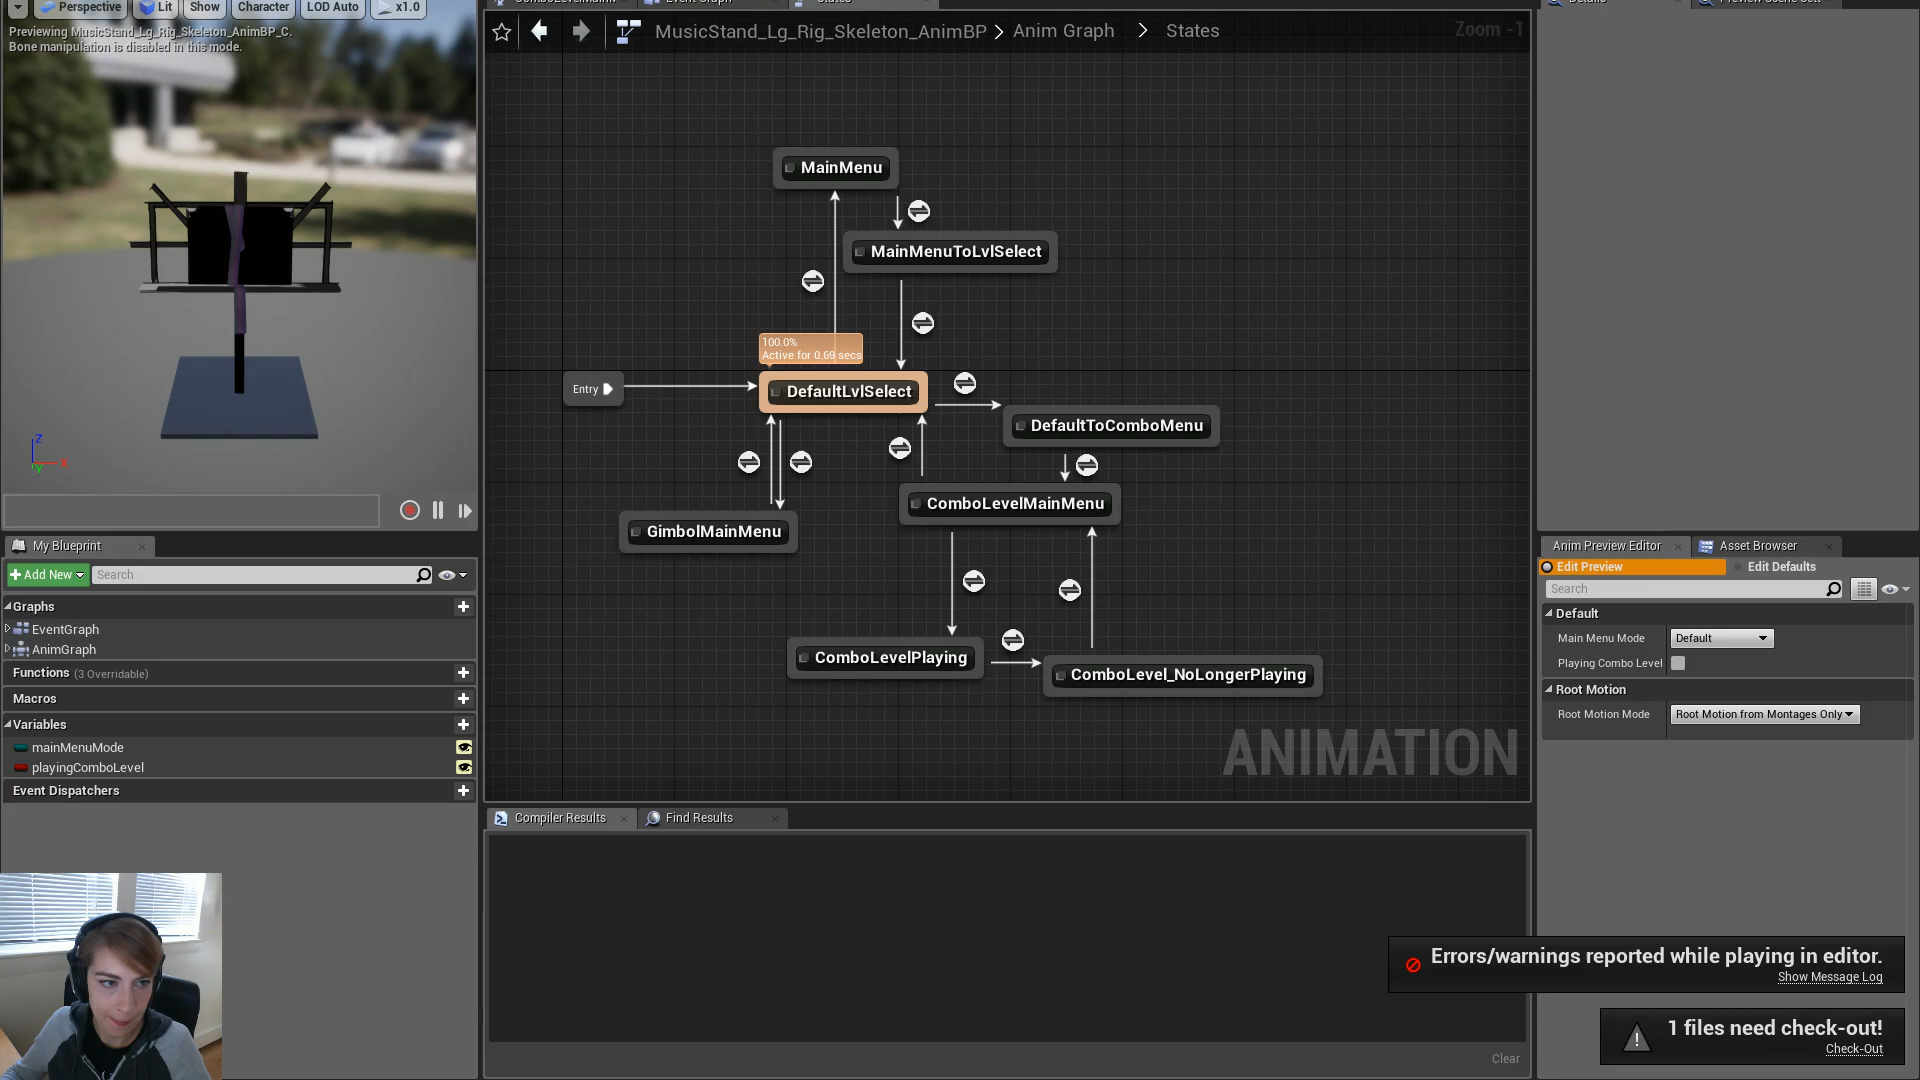 Perspective
Lit
Show
Character
LOD Auto
x1.0
Previewing MusicStand_Lg_Rig_Skeleton_AnimBP_C.
Bone manipulation is disabled in this mode.
Z
X
Y
MusicStand_Lg_Rig_Skeleton_AnimBP
Anim Graph
States
Zoom -1
MainMenu
MainMenuToLvlSelect
100.0%
Active for 0.69 secs
Entry
DefaultLvlSelect
DefaultToComboMenu
ComboLevelMainMenu
GimbolMainMenu
ComboLevelPlaying
ComboLevel_NoLongerPlaying
ANIMATION
My Blueprint
Add New
Search
Graphs
EventGraph
AnimGraph
Functions (3 Overridable)
Macros
Variables
mainMenuMode
playingComboLevel
Event Dispatchers
Compiler Results
Find Results
Clear
Anim Preview Editor
Asset Browser
Edit Preview
Edit Defaults
Search
Default
Main Menu Mode
Default
Playing Combo Level
Root Motion
Root Motion Mode
Root Motion from Montages Only
Errors/warnings reported while playing in editor.
Show Message Log
1 files need check-out!
Check-Out